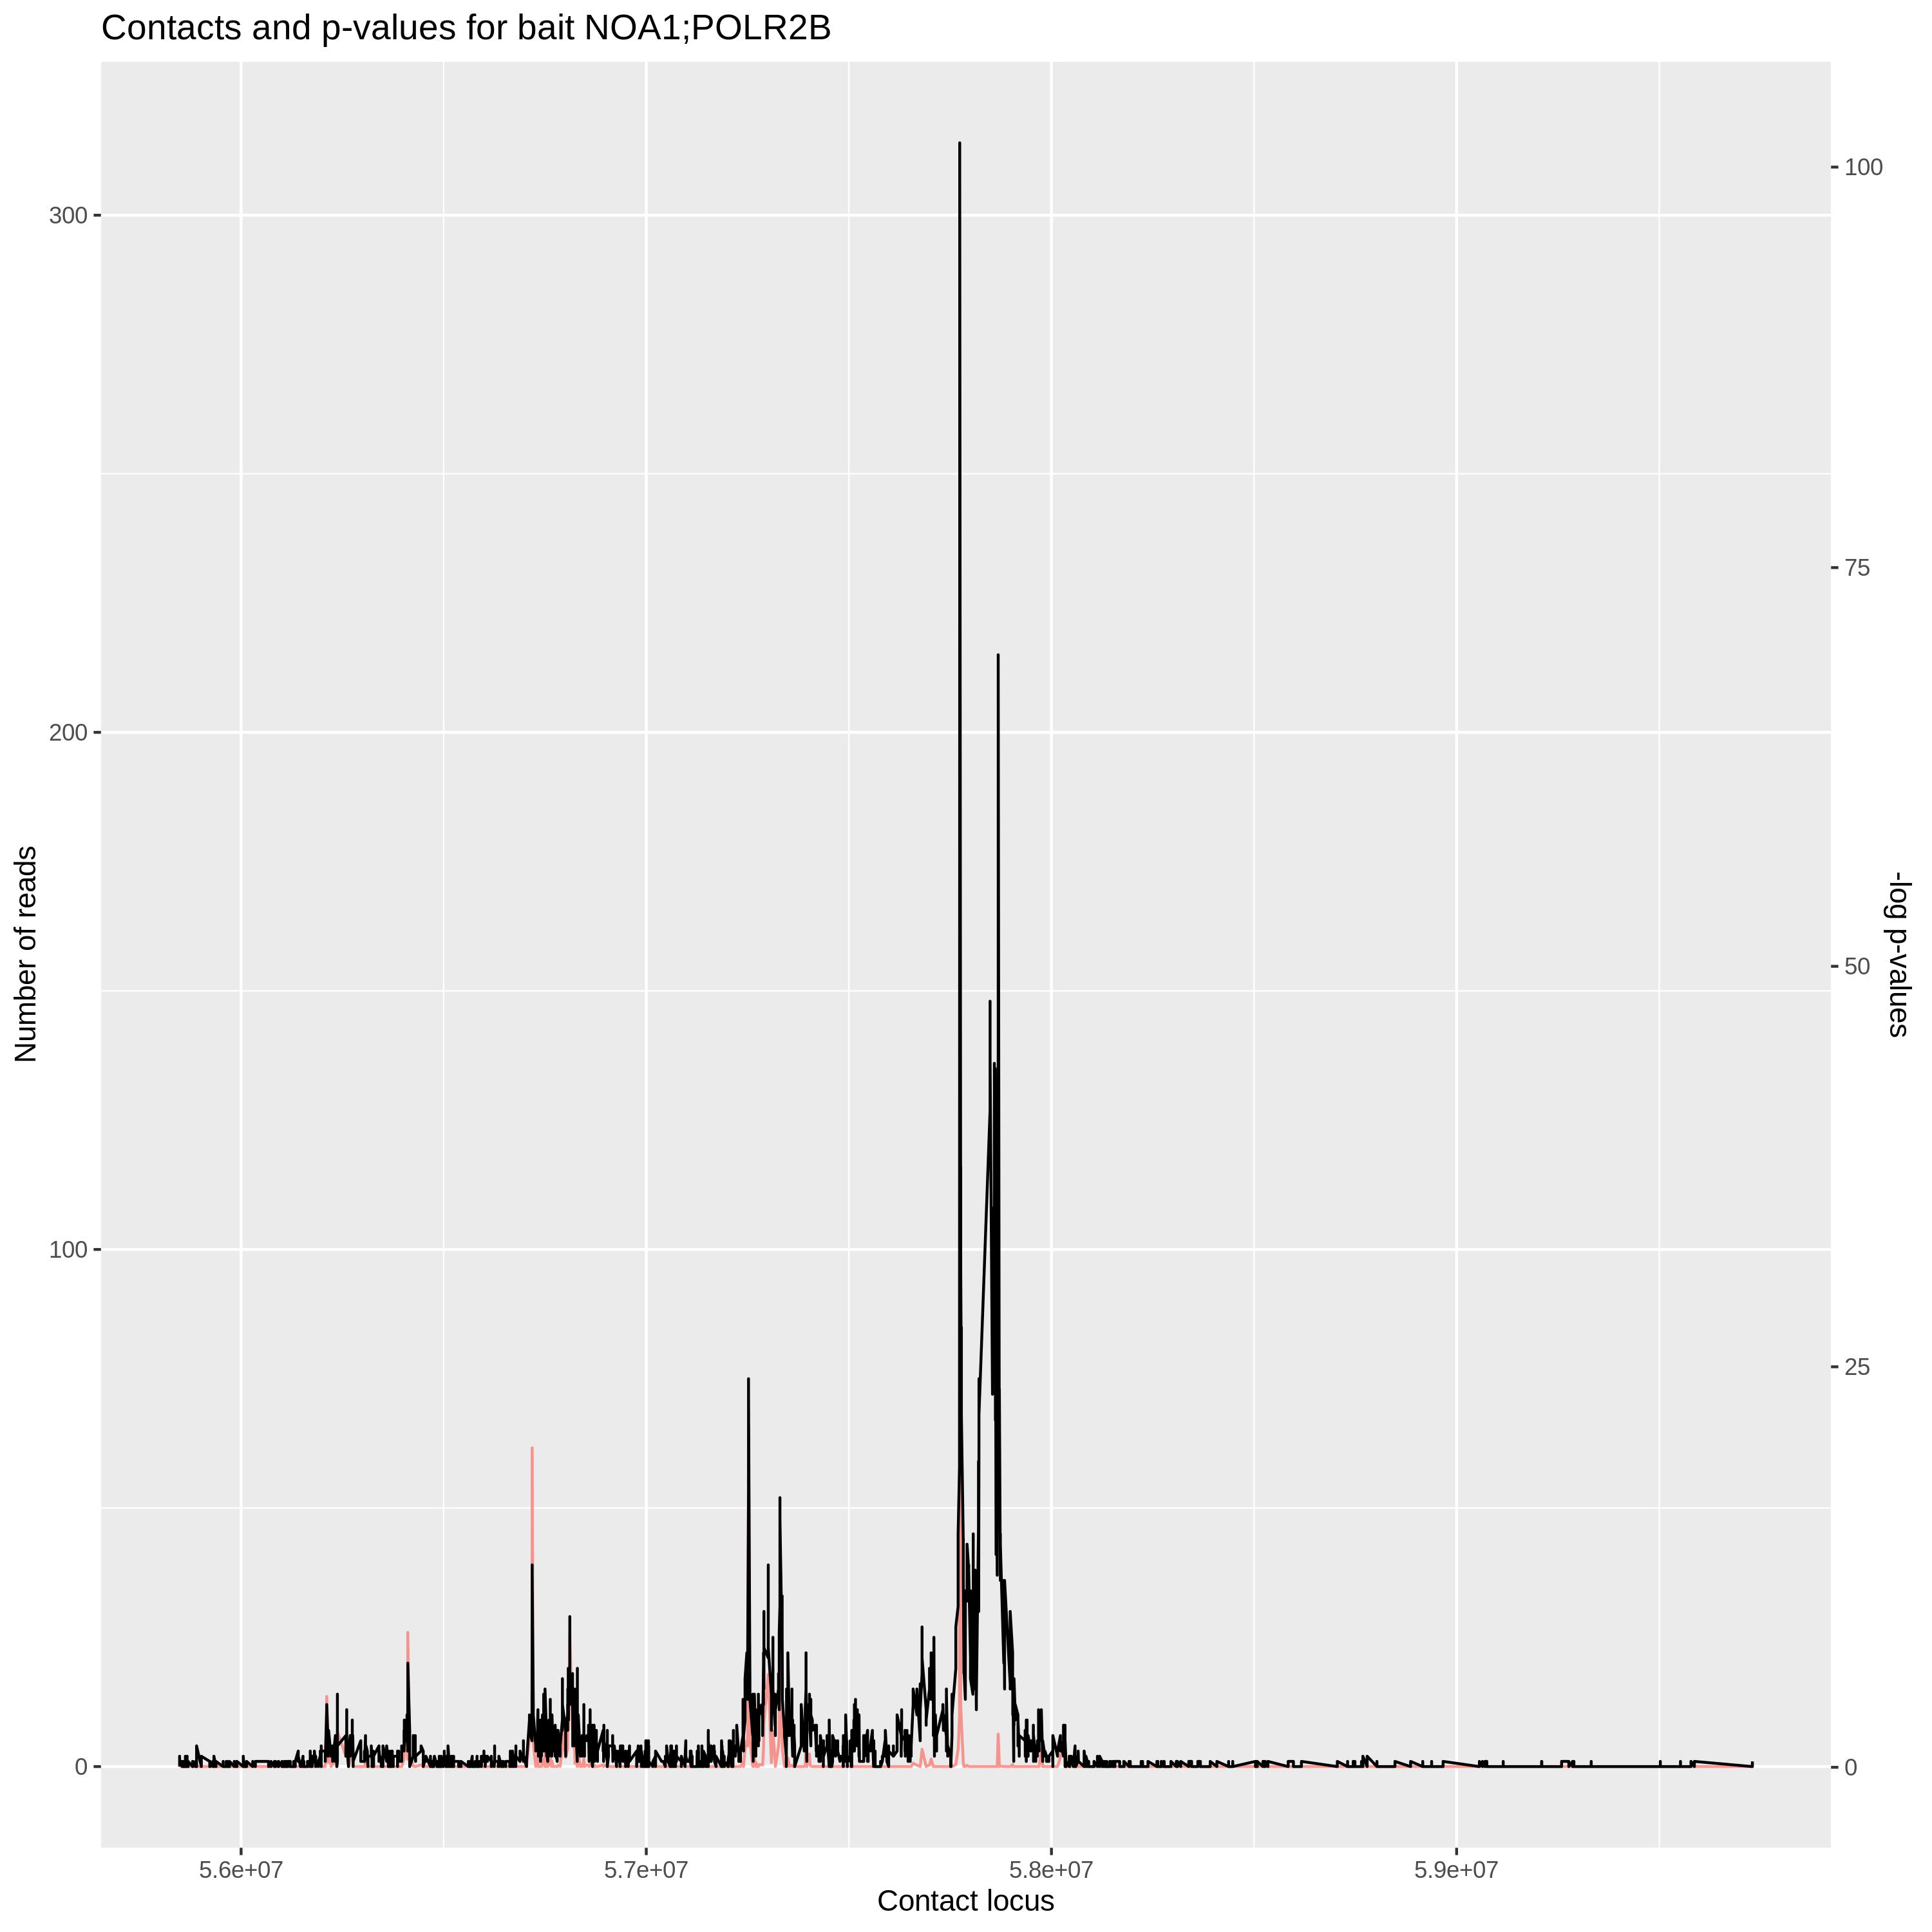 Contacts and p-values for bait NOA1;POLR2B
300
200
100
0
Number of reads
100
75
50
25
0
-log p-values
5.6e+07
5.7e+07
5.8e+07
5.9e+07
Contact locus